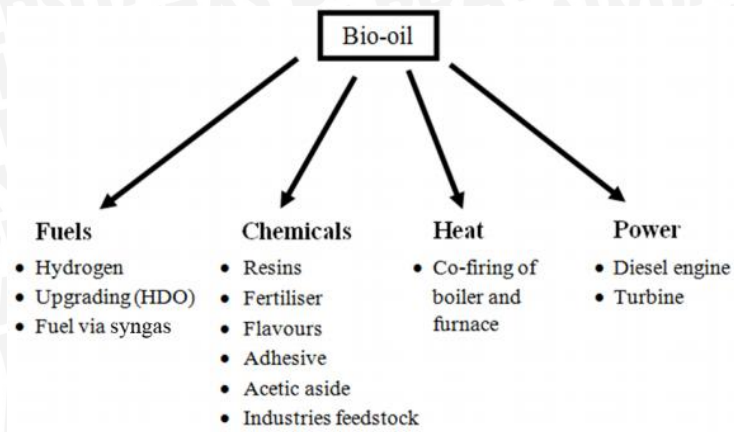 Bio-oil
Fuels
• Hydrogen
• Upgrading (HDO)
• Fuel via syngas
Chemicals
• Resins
• Fertiliser
• Flavours
• Adhesive
• Acetic aside
• Industries feedstock
Heat
• Co-firing of
boiler and
furnace
Power
• Diesel engine
• Turbine